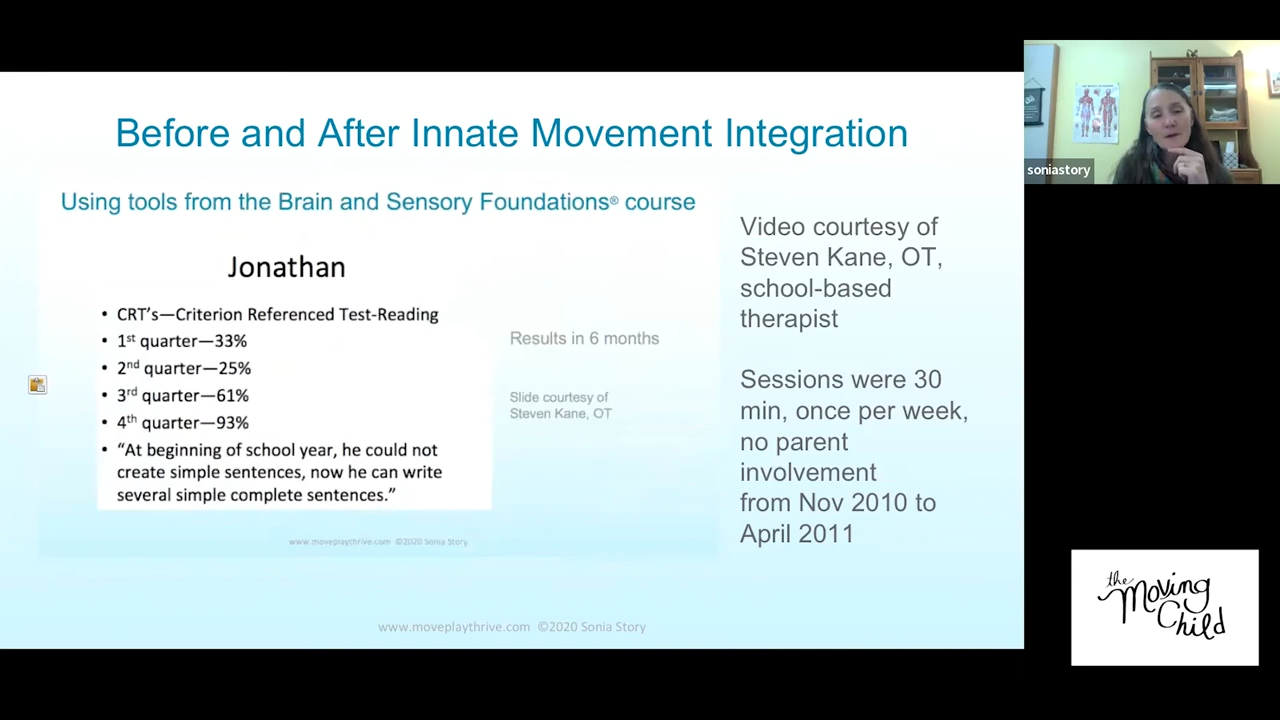 Before and After Innate Movement Integration
Using tools from the Brain and Sensory Foundations® course
Jonathan
• CRT's—Criterion Referenced Test-Reading
• 1st quarter—33%
• 2nd quarter—25%
• 3rd quarter—61%
• 4th quarter—93%
• “At beginning of school year, he could not
create simple sentences, now he can write
several simple complete sentences.”
Results in 6 months
Slide courtesy of
Steven Kane, OT
www.moveplaythrive.com ©2020 Sonia Story
Video courtesy of
Steven Kane, OT,
school-based
therapist
Sessions were 30
min, once per week,
no parent
involvement
from Nov 2010 to
April 2011
www.moveplaythrive.com ©2020 Sonia Story
soniastory
the
Moving
Child